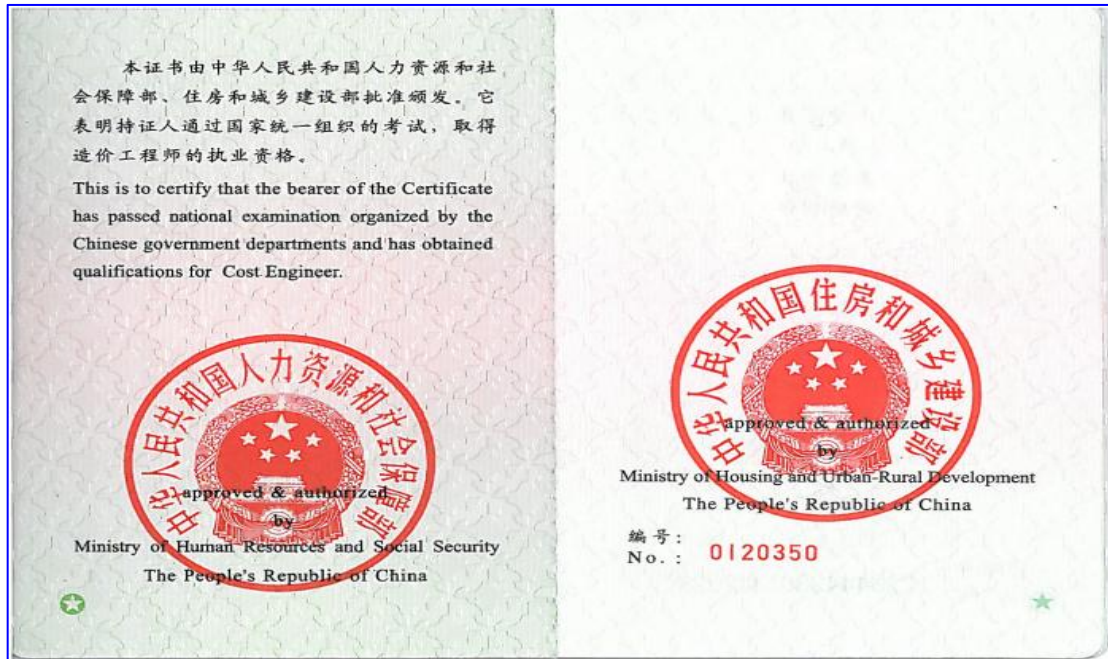 本证书由中华人民共和国人力资源和社
会保障部、住房和城乡建设部批准颁发。它
表明持证人通过国家统一组织的考试，取得
造价工程师的执业资格。
This is to certify that the bearer of the Certificate
has passed national examination organized by the
Chinese government departments and has obtained
qualifications for Cost Engineer.
中华人民共和国人力资源和社会保障部
approved & authorized
by
Ministry of Human Resources and Social Security
The People's Republic of China
中华人民共和国住房和城乡建设部
approved & authorized
by
Ministry of Housing and Urban-Rural Development
The People's Republic of China
编号：
No.： 0120350